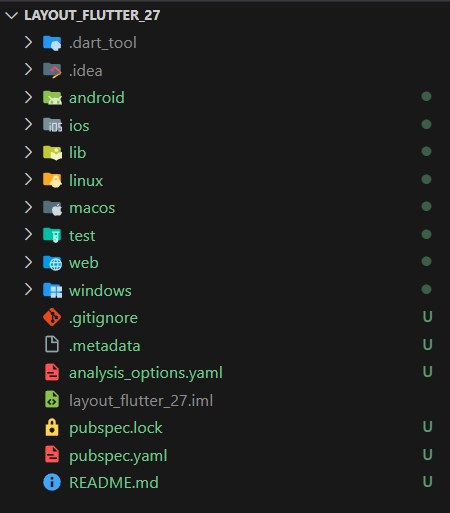 LAYOUT_FLUTTER_27
.dart_tool
.idea
android
ios
lib
linux
macos
test
web
windows
.gitignore U
.metadata U
analysis_options.yaml U
layout_flutter_27.iml
pubspec.lock U
pubspec.yaml U
README.md U